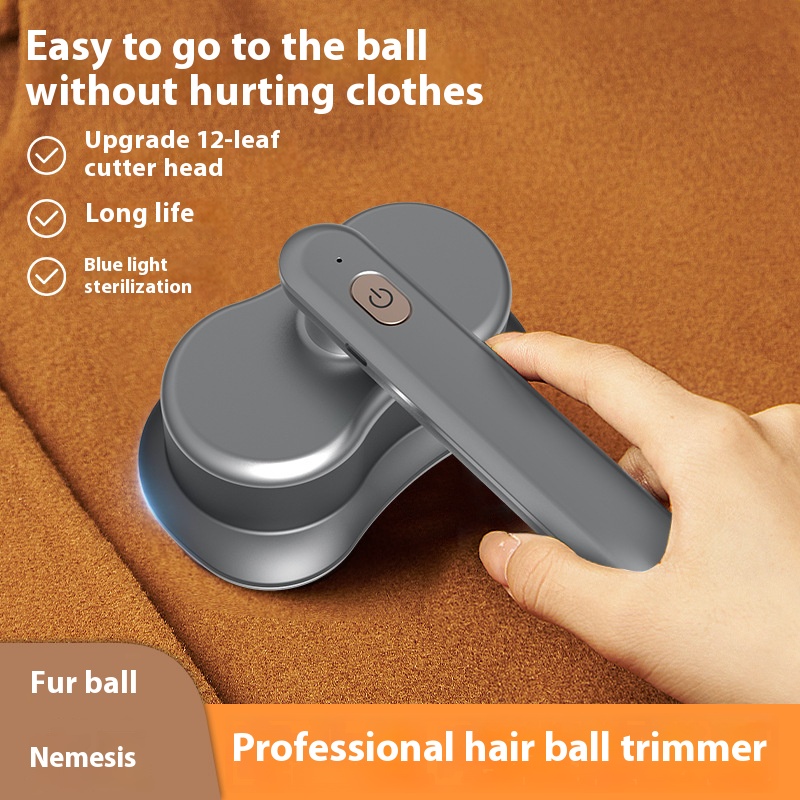 Easy to go to the ball
without hurting clothes
Upgrade 12-leaf
cutter head
Long life
Blue light
sterilization
Fur ball
Nemesis
Professional hair ball trimmer